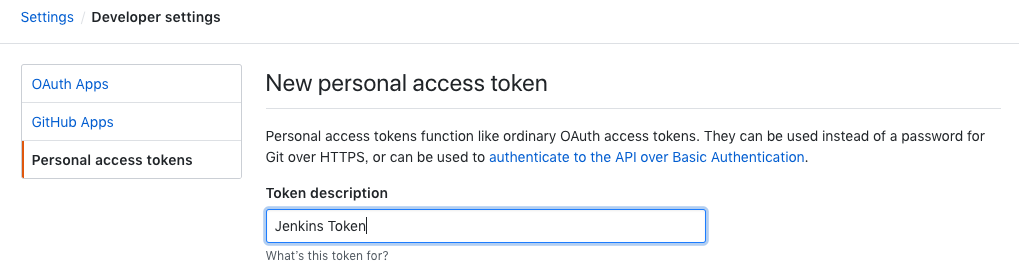 Settings / Developer settings
OAuth Apps
GitHub Apps
Personal access tokens
New personal access token
Personal access tokens function like ordinary OAuth access tokens. They can be used instead of a password for
Git over HTTPS, or can be used to authenticate to the API over Basic Authentication.
Token description
Jenkins Token
What's this token for?